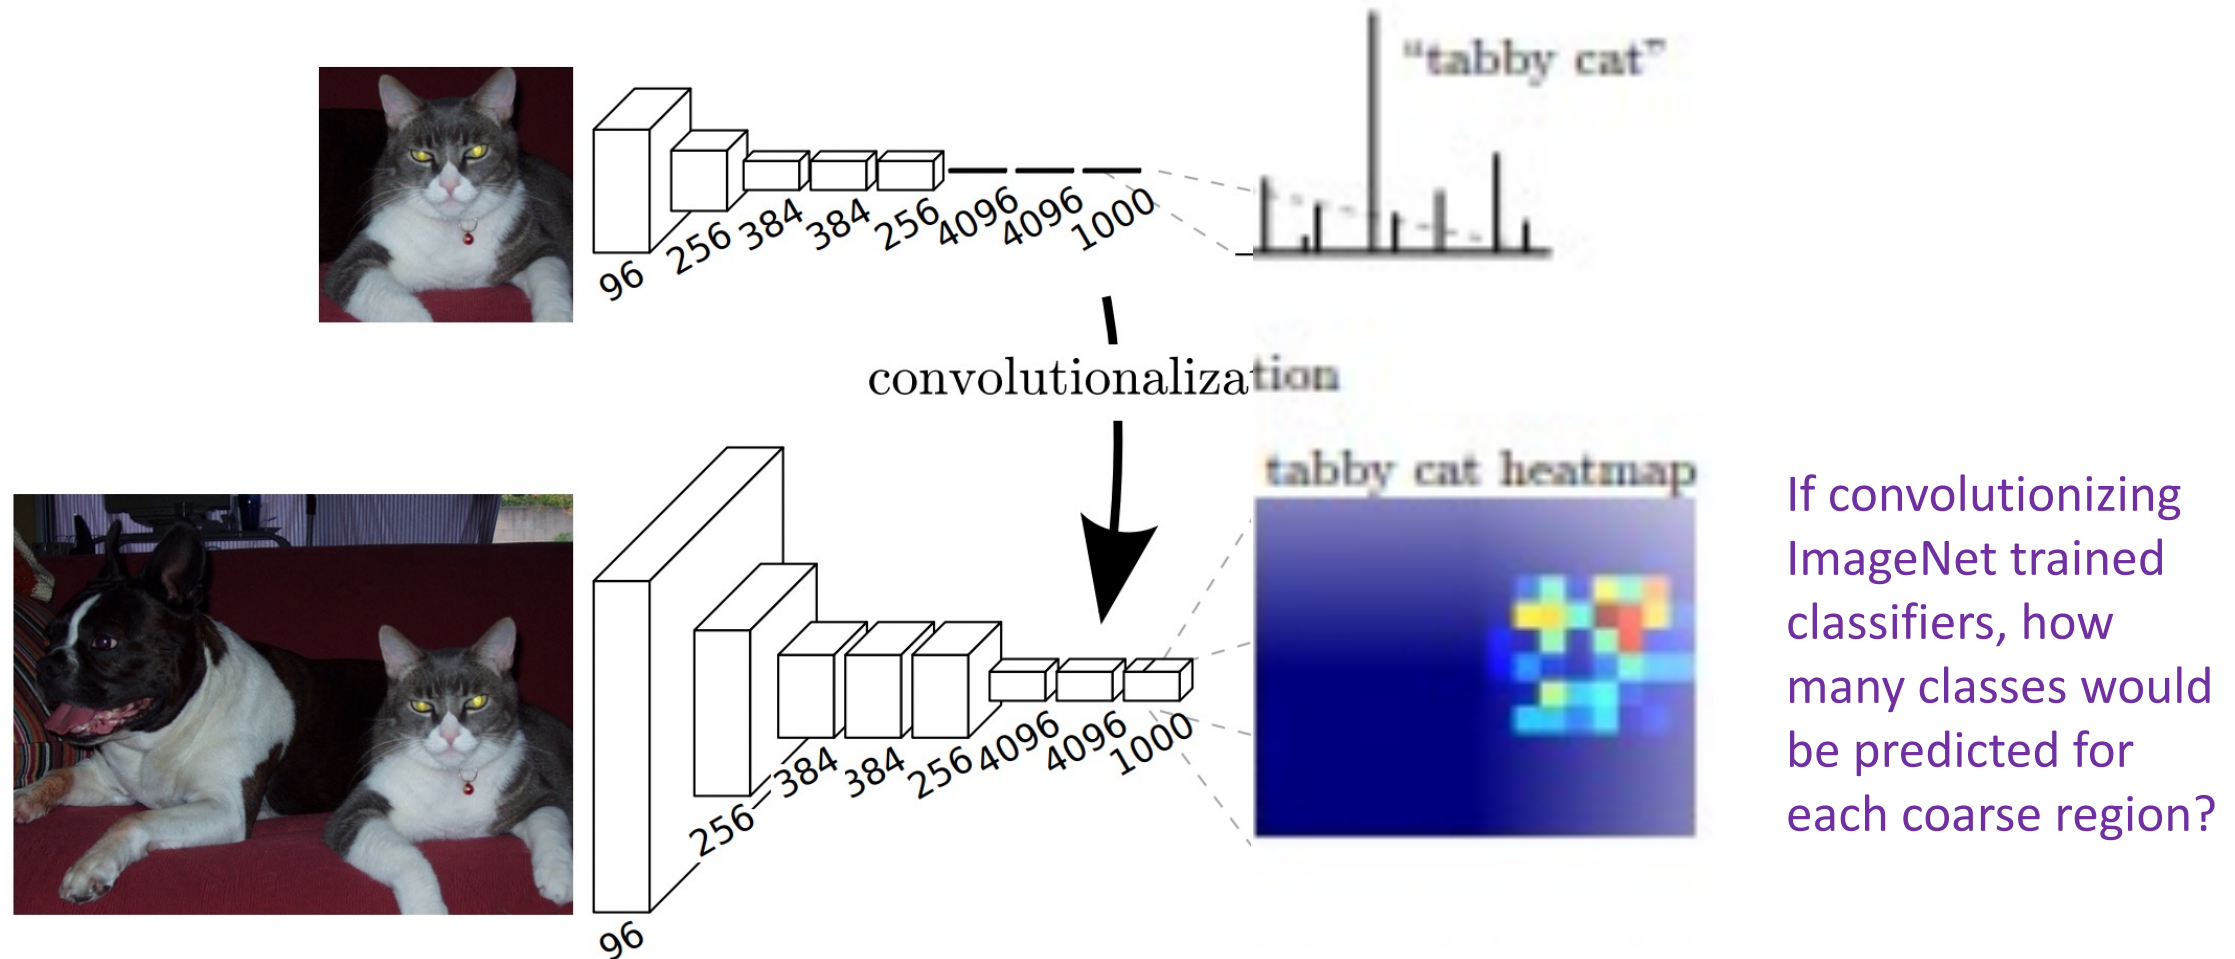 “tabby cat”
96
256
384
384
256
4096
4096
1000
convolutionalization
tabby cat heatmap
96
256
384
384
256
4096
4096
1000
If convolutionizing
ImageNet trained
classifiers, how
many classes would
be predicted for
each coarse region?